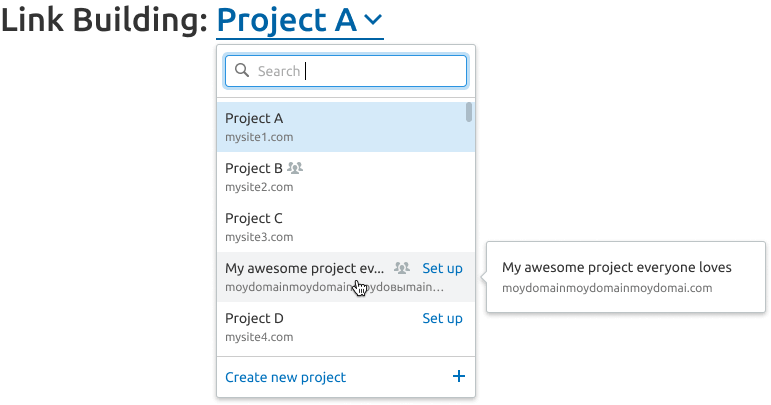 Link Building: Project A
Search
Project A
mysite1.com
Project B
mysite2.com
Project C
mysite3.com
My awesome project ev... Set up
moydomainmoydomain
Project D Set up
mysite4.com
Create new project
My awesome project everyone loves
moydomainmoydomainmoydomai.com